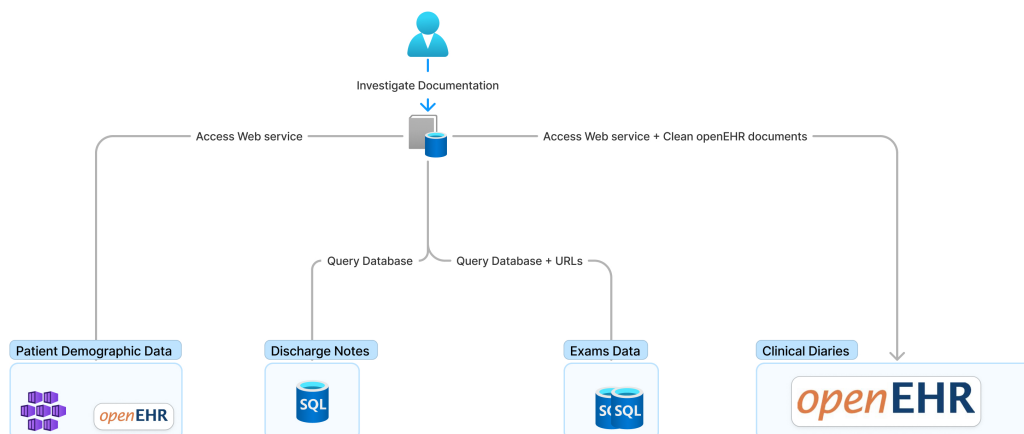 Investigate Documentation
Access Web service
Access Web service + Clean openEHR documents
Query Database
Query Database + URLs
Patient Demographic Data
Discharge Notes
Exams Data
Clinical Diaries
openEHR
SQL
SQL
openEHR